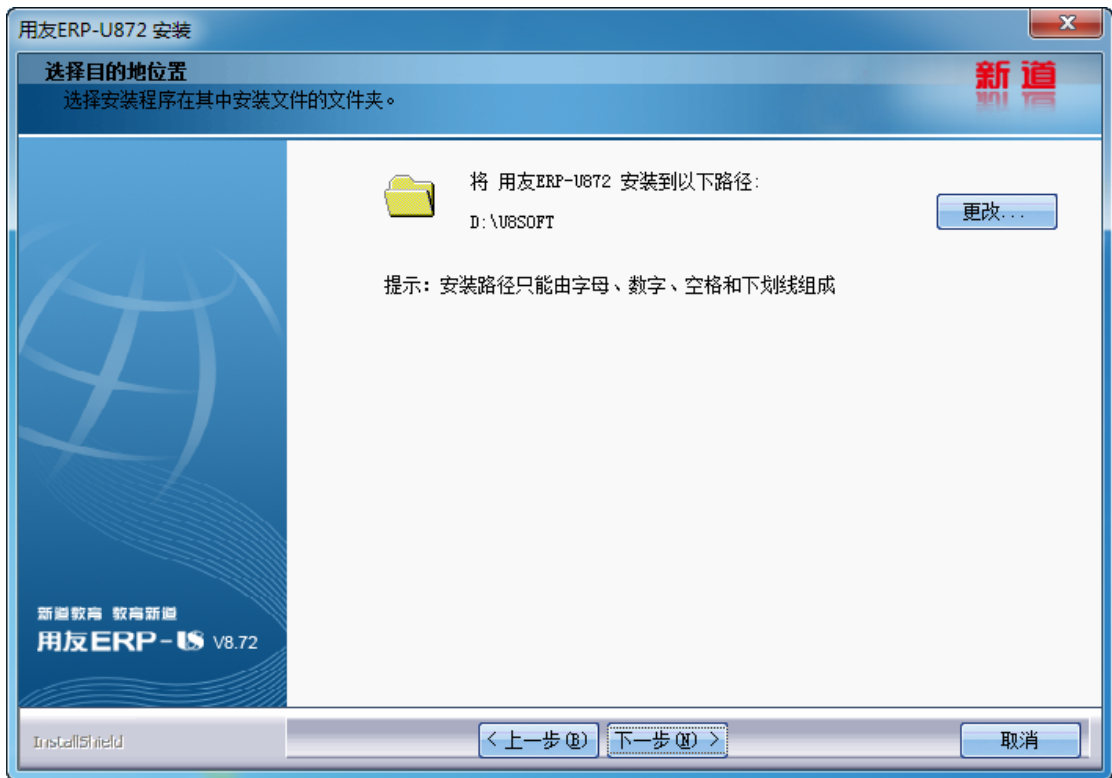 用友ERP-U872 安装
选择目的地位置
选择安装程序在其中安装文件的文件夹。
新道
将 用友ERP-U872 安装到以下路径:
D:\U8SOFT
更改...
提示: 安装路径只能由字母、数字、空格和下划线组成
新道教育 教育新道
用友ERP-U8 V8.72
InstallShield
< 上一步(B)
下一步(N) >
取消